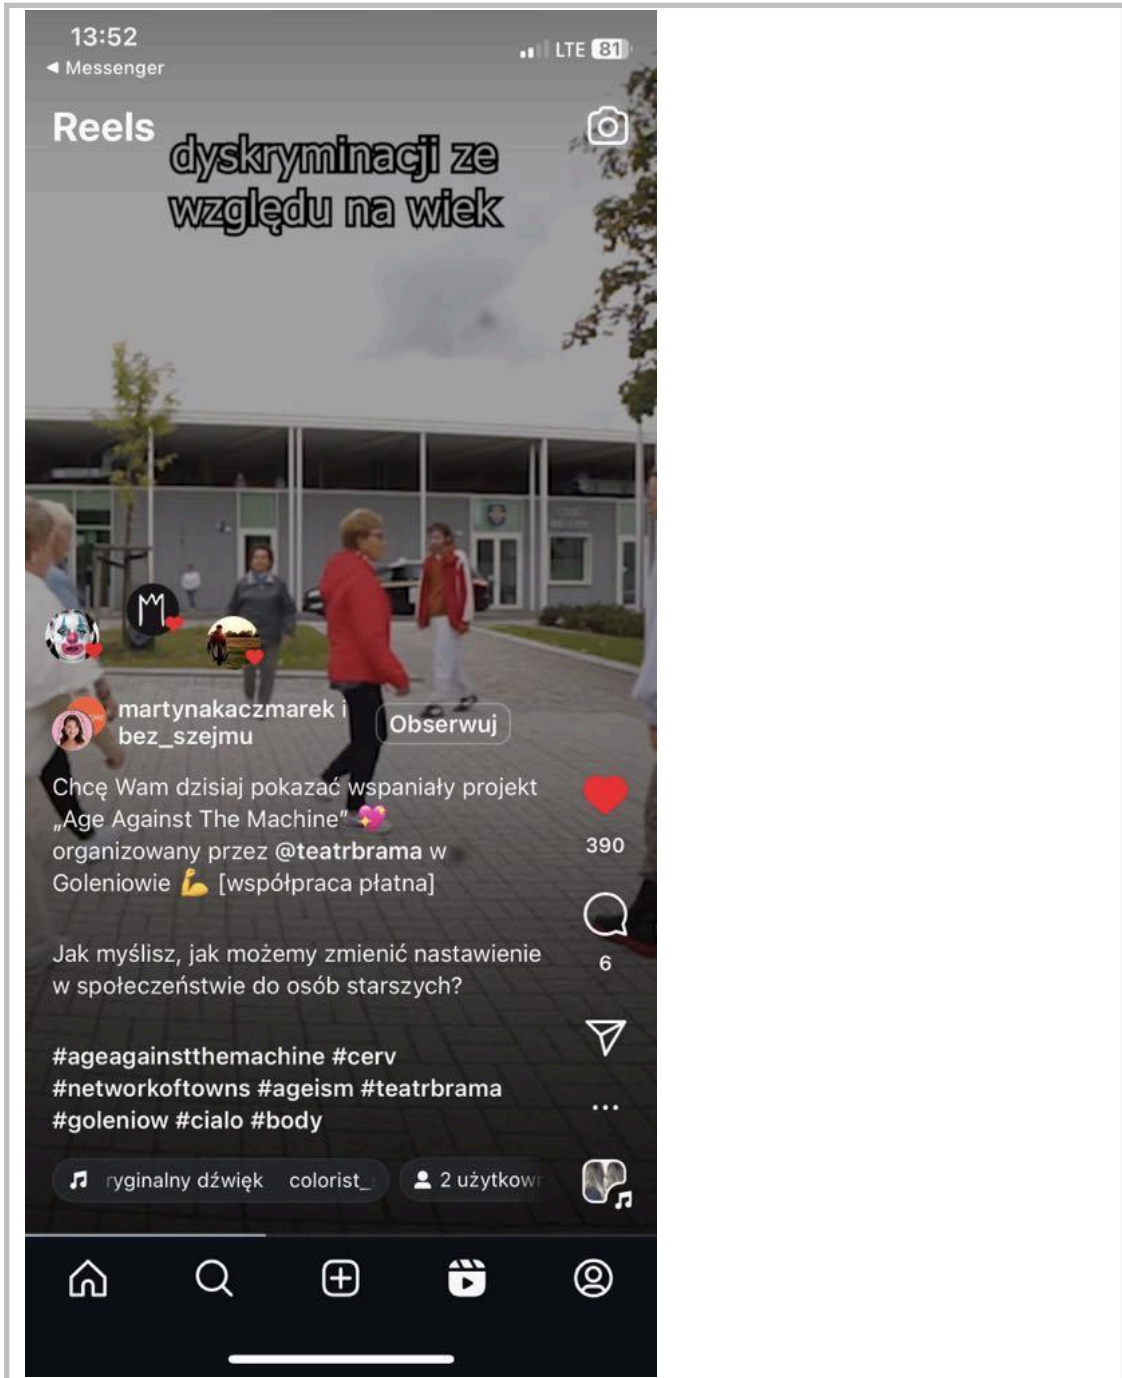 13:52
LTE 81
◄ Messenger
Reels
dyskryminacji ze
względu na wiek
M
martynakaczmarek i
bez_szejmu
Obserwuj
Chcę Wam dzisiaj pokazać wspaniały projekt
„Age Against The Machine” 💖
organizowany przez @teatrbrama w
Goleniowie 💪 [współpraca płatna]
390
Jak myślisz, jak możemy zmienić nastawienie
w społeczeństwie do osób starszych?
6
#ageagainstthemachine #cerv
#networkoftowns #ageism #teatrbrama
#goleniow #cialo #body
ryginalny dźwięk colorist_
2 użytkown